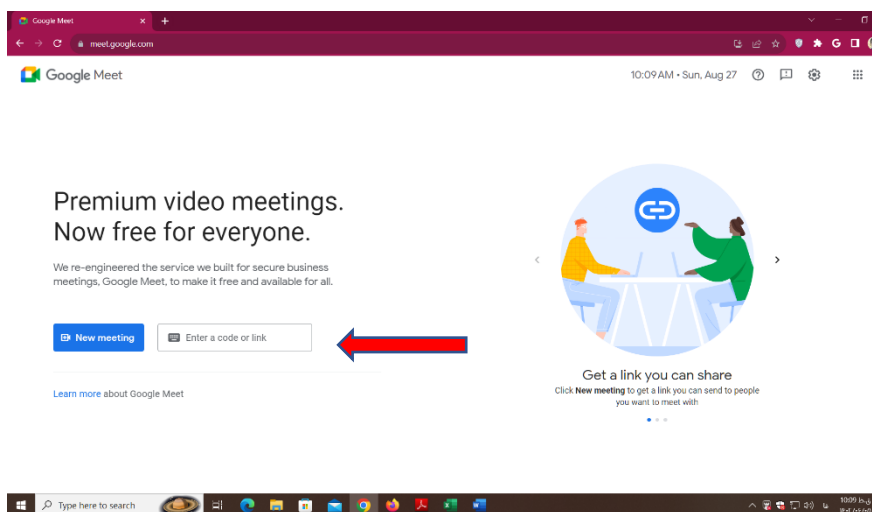 Google Meet
meet.google.com
Google Meet
10:09 AM • Sun, Aug 27
Premium video meetings.
Now free for everyone.
We re-engineered the service we built for secure business
meetings, Google Meet, to make it free and available for all.
New meeting
Enter a code or link
Learn more about Google Meet
Get a link you can share
Click New meeting to get a link you can send to people
you want to meet with
Type here to search
10:09